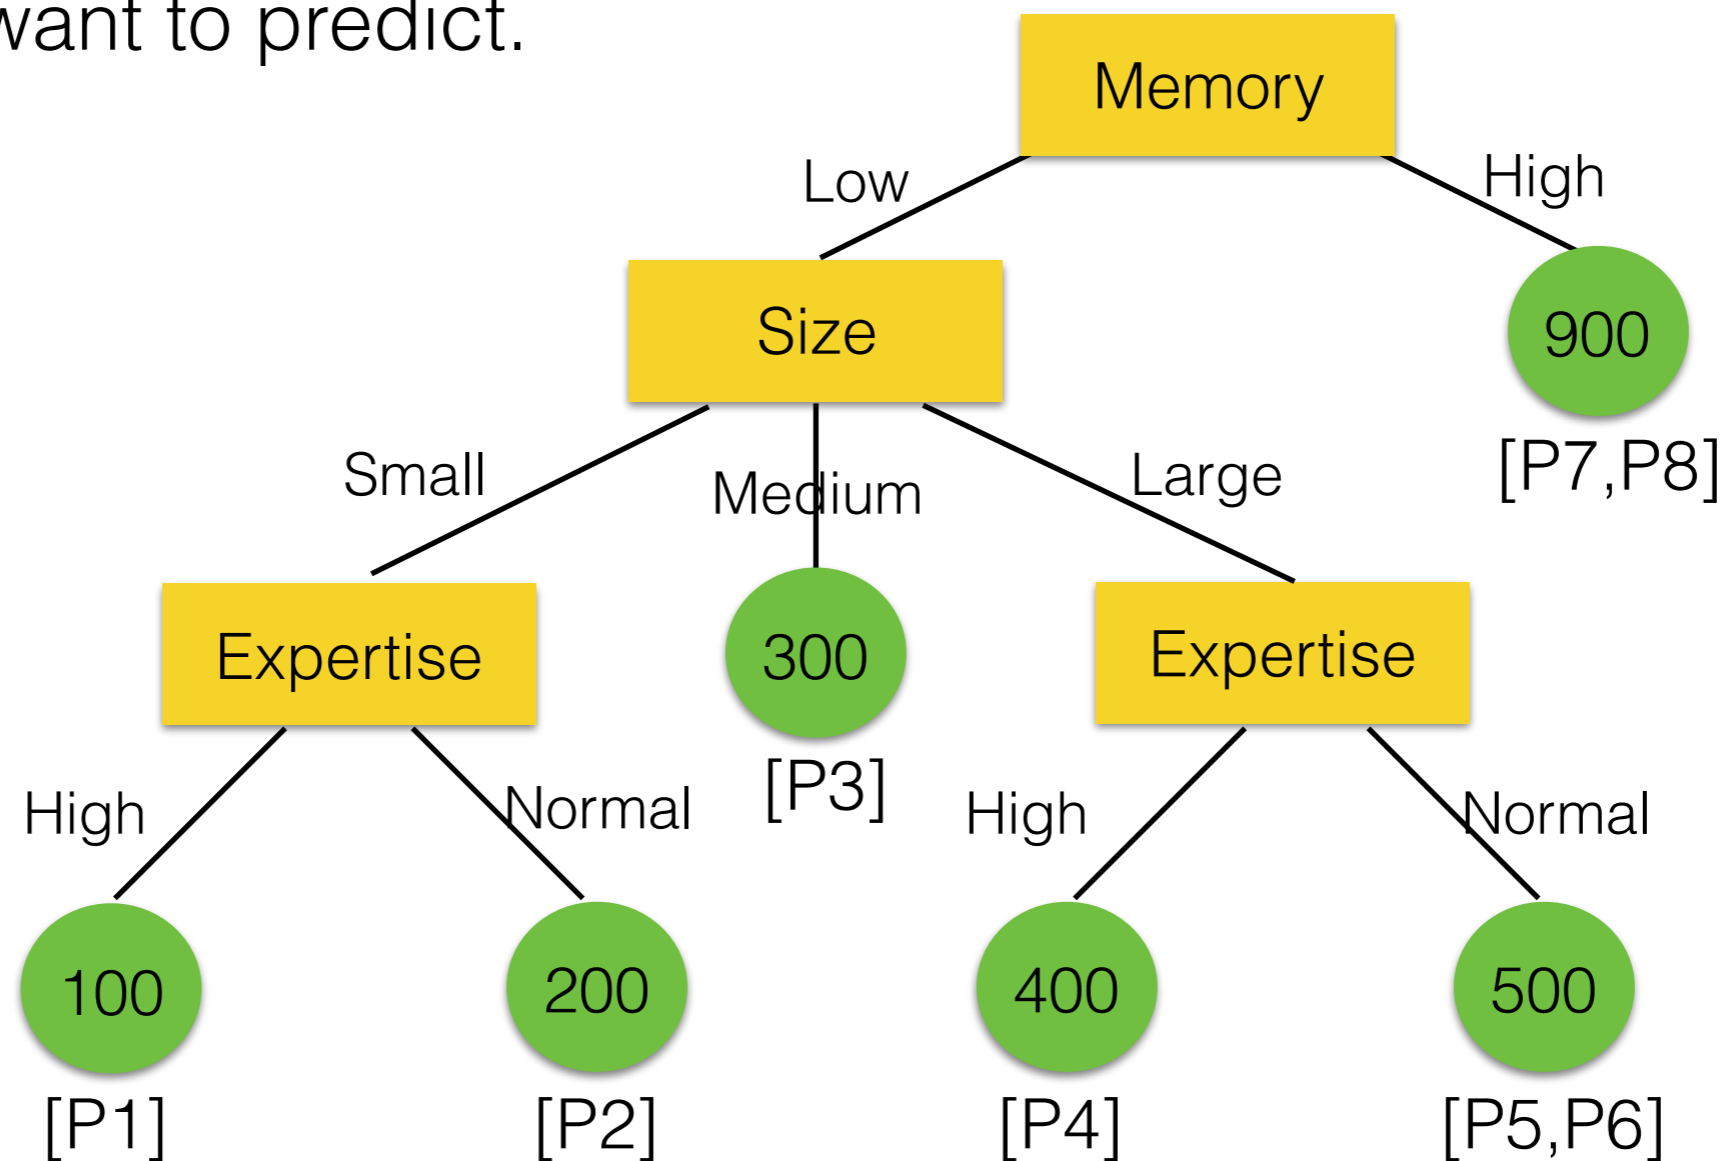 want to predict.
Memory
Low
High
Size
900
[P7,P8]
Small
Medium
Large
Expertise
300
Expertise
[P3]
High
Normal
High
Normal
100
200
400
500
[P1]
[P2]
[P4]
[P5,P6]